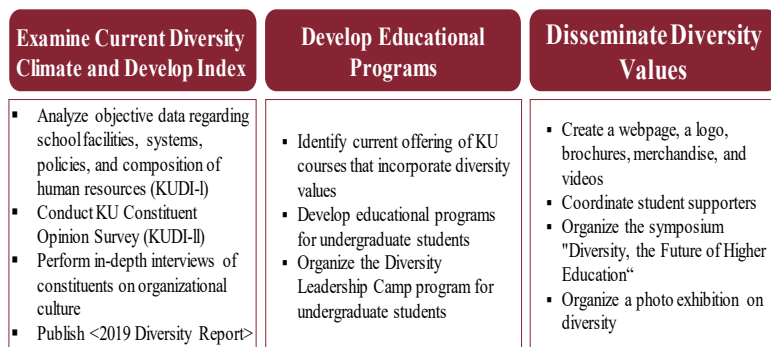 Examine Current Diversity
Climate and Develop Index
▪ Analyze objective data regarding
school facilities, systems,
policies, and composition of
human resources (KUDI-I)
▪ Conduct KU Constituent
Opinion Survey (KUDI-II)
▪ Perform in-depth interviews of
constituents on organizational
culture
▪ Publish <2019 Diversity Report>
Develop Educational
Programs
▪ Identify current offering of KU
courses that incorporate diversity
values
▪ Develop educational programs
for undergraduate students
▪ Organize the Diversity
Leadership Camp program for
undergraduate students
Disseminate Diversity
Values
▪ Create a webpage, a logo,
brochures, merchandise, and
videos
▪ Coordinate student supporters
▪ Organize the symposium
"Diversity, the Future of Higher
Education“
▪ Organize a photo exhibition on
diversity